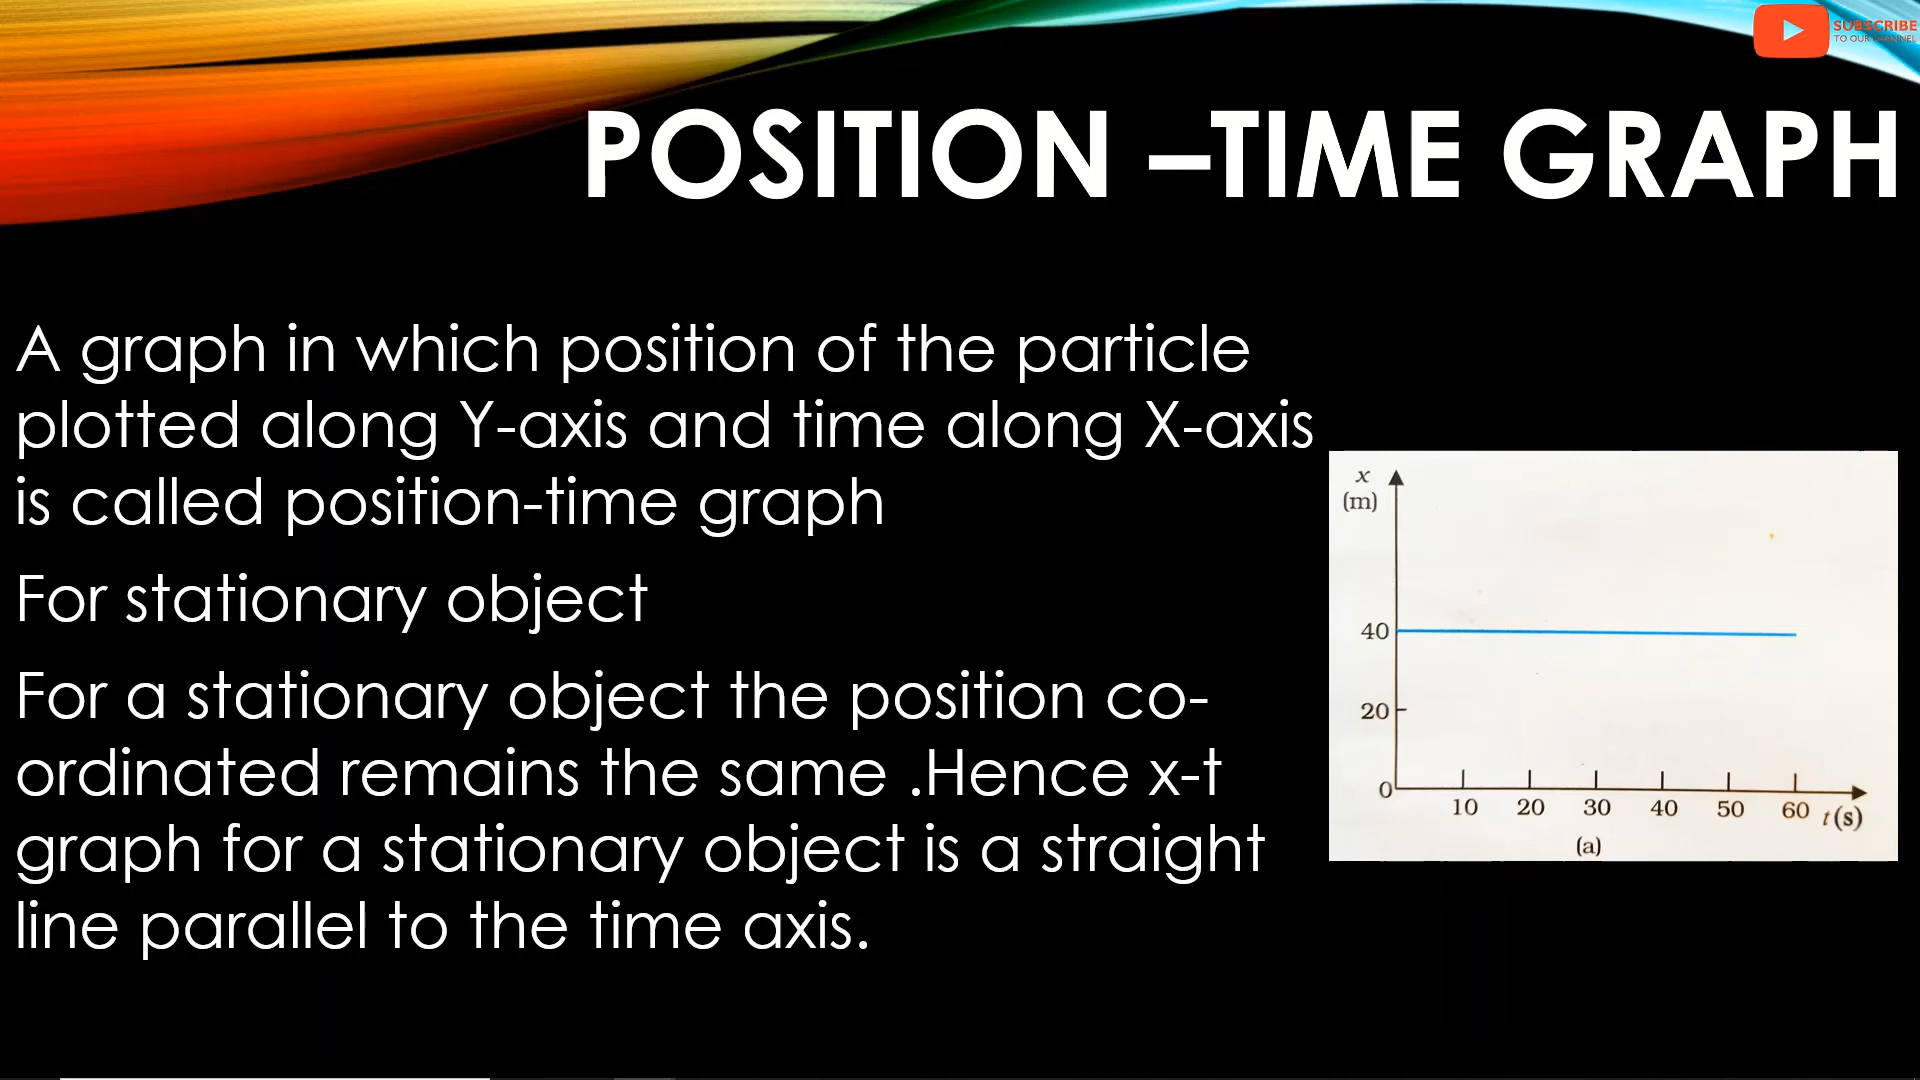 SUBSCRIBE
TO OUR CHANNEL
POSITION –TIME GRAPH
A graph in which position of the particle
plotted along Y-axis and time along X-axis
is called position-time graph
For stationary object
For a stationary object the position co-
ordinated remains the same .Hence x-t
graph for a stationary object is a straight
line parallel to the time axis.
x
(m)
40
20
0
10 20 30 40 50 60 t(s)
(a)